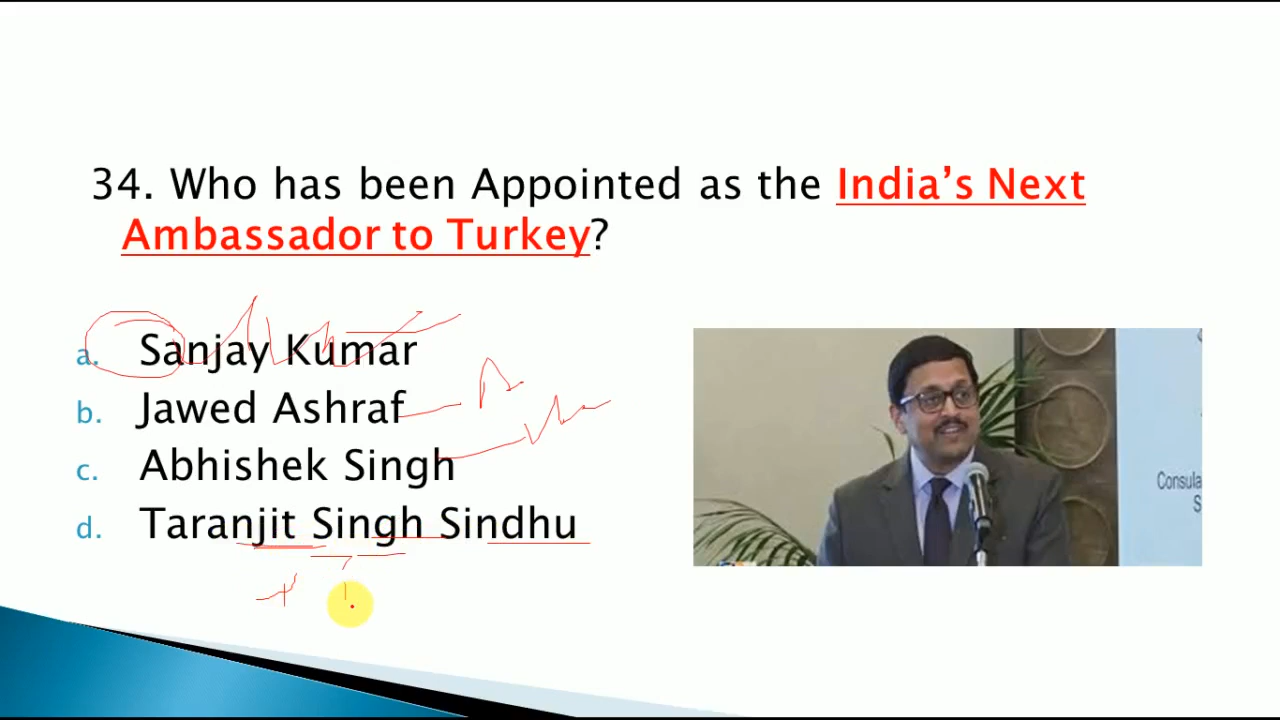 34. Who has been Appointed as the India’s Next
Ambassador to Turkey?
a. Sanjay Kumar
b. Jawed Ashraf
c. Abhishek Singh
d. Taranjit Singh Sindhu
Consula
S